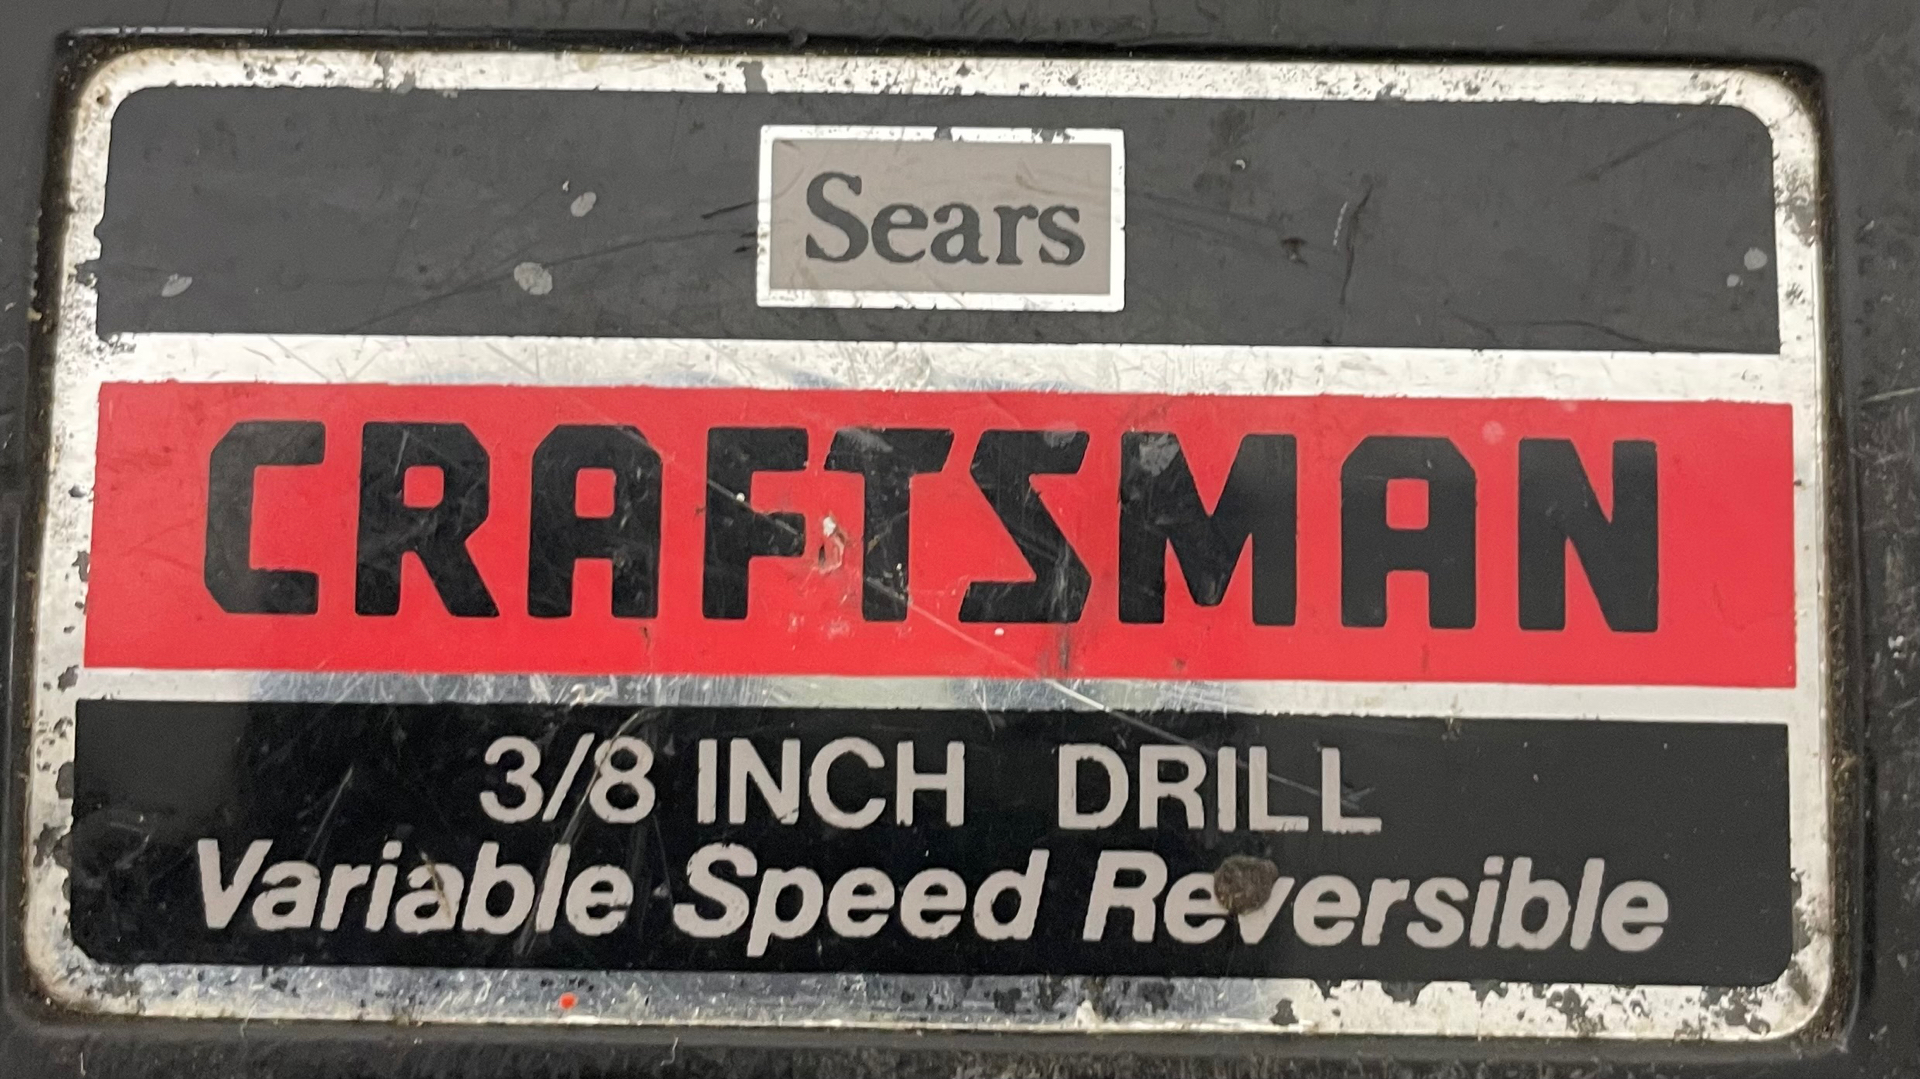 Sears
CRAFTSMAN
3/8 INCH DRILL
Variable Speed Reversible